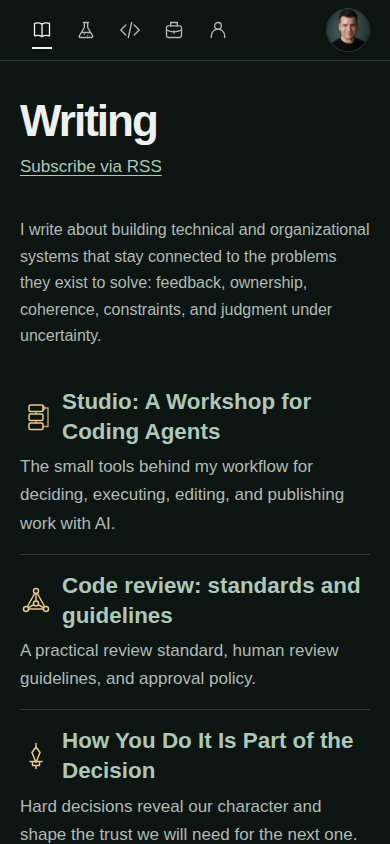 Writing
Subscribe via RSS
I write about building technical and organizational
systems that stay connected to the problems
they exist to solve: feedback, ownership,
coherence, constraints, and judgment under
uncertainty.
Studio: A Workshop for
Coding Agents
The small tools behind my workflow for
deciding, executing, editing, and publishing
work with AI.
Code review: standards and
guidelines
A practical review standard, human review
guidelines, and approval policy.
How You Do It Is Part of the
Decision
Hard decisions reveal our character and
shape the trust we will need for the next one.